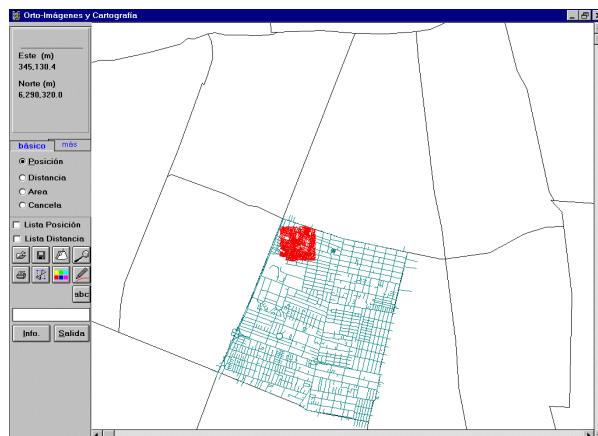 Orto-Imágenes y Cartografía
Este (m)
345,130.4
Norte (m)
6,290,320.0
básico
más
Posición
Distancia
Area
Cancela
Lista Posición
Lista Distancia
abc
Info.
Salida